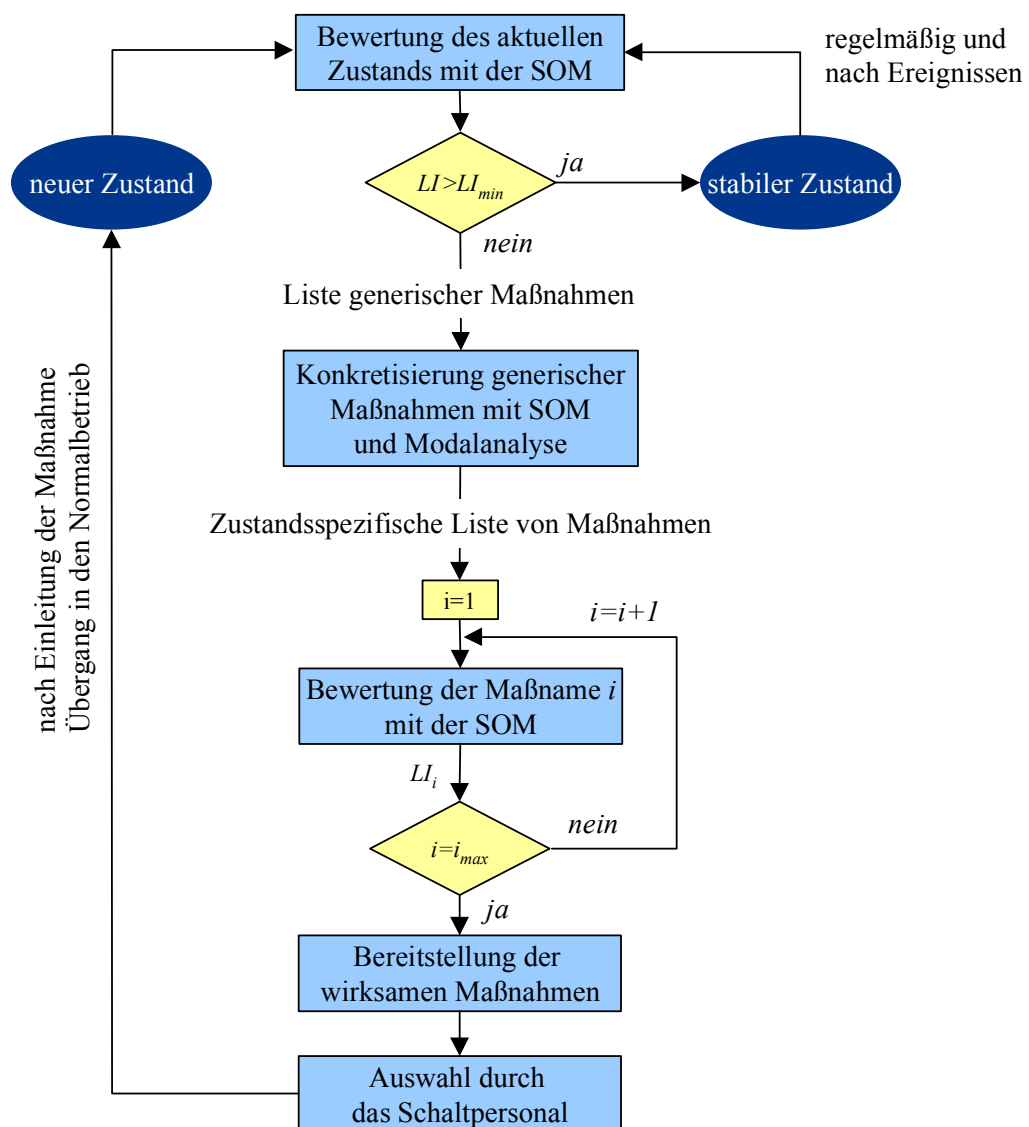 Bewertung des aktuellen
Zustands mit der SOM
regelmäßig und
nach Ereignissen
neuer Zustand
LI>LI_min
ja
stabiler Zustand
nein
Liste generischer Maßnahmen
Konkretisierung generischer
Maßnahmen mit SOM
und Modalanalyse
nach Einleitung der Maßnahme
Übergang in den Normalbetrieb
Zustandsspezifische Liste von Maßnahmen
i=1
i=i+1
Bewertung der Maßname i
mit der SOM
LI_i
i=i_max
nein
ja
Bereitstellung der
wirksamen Maßnahmen
Auswahl durch
das Schaltpersonal